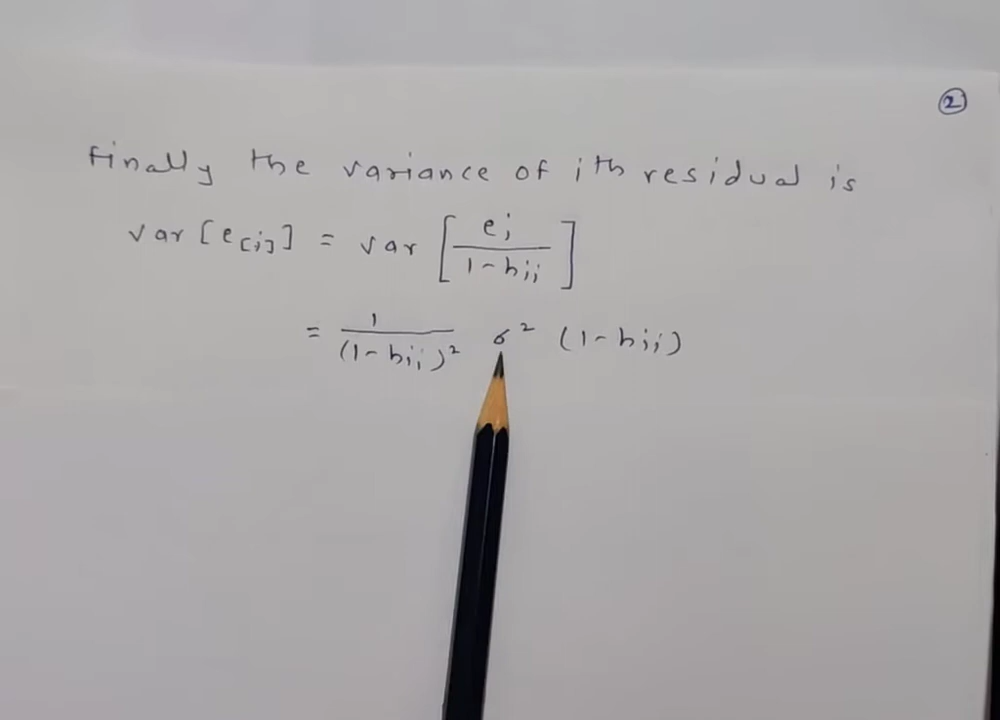 ②
Finally the variance of ith residual is
var [e[i]] = var [ei / 1-hii]
= 1 / (1-hii)² σ² (1-hii)